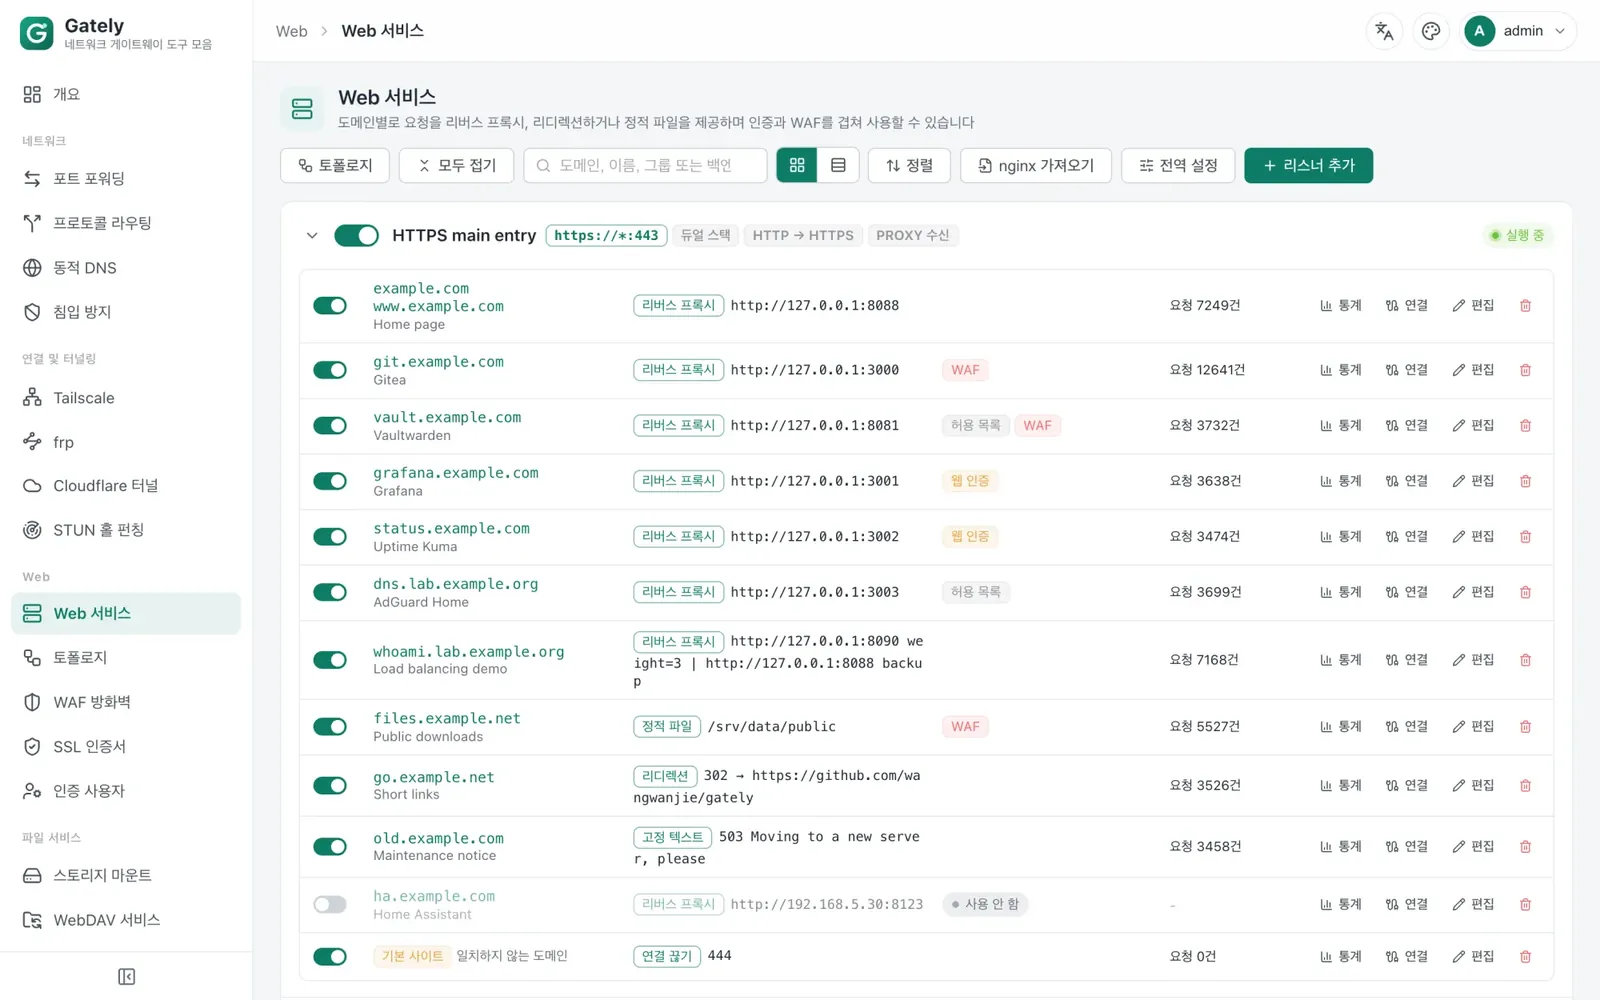 Gately
네트워크 게이트웨이 도구 모음
개요
네트워크
포트 포워딩
프로토콜 라우팅
동적 DNS
침입 방지
연결 및 터널링
Tailscale
frp
Cloudflare 터널
STUN 홀 펀칭
Web
Web 서비스
토폴로지
WAF 방화벽
SSL 인증서
인증 사용자
파일 서비스
스토리지 마운트
WebDAV 서비스
Web > Web 서비스
A admin
Web 서비스
도메인별로 요청을 리버스 프록시, 리디렉션하거나 정적 파일을 제공하며 인증과 WAF를 겹쳐 사용할 수 있습니다
토폴로지 모두 접기 도메인, 이름, 그룹 또는 백엔 정렬 nginx 가져오기 전역 설정 + 리스너 추가
HTTPS main entry https://*:443 듀얼 스택 HTTP → HTTPS PROXY 수신 실행 중
example.com
www.example.com
Home page
리버스 프록시 http://127.0.0.1:8088 요청 7249건 통계 연결 편집
git.example.com
Gitea
리버스 프록시 http://127.0.0.1:3000 WAF 요청 12641건 통계 연결 편집
vault.example.com
Vaultwarden
리버스 프록시 http://127.0.0.1:8081 허용 목록 WAF 요청 3732건 통계 연결 편집
grafana.example.com
Grafana
리버스 프록시 http://127.0.0.1:3001 웹 인증 요청 3638건 통계 연결 편집
status.example.com
Uptime Kuma
리버스 프록시 http://127.0.0.1:3002 웹 인증 요청 3474건 통계 연결 편집
dns.lab.example.org
AdGuard Home
리버스 프록시 http://127.0.0.1:3003 허용 목록 요청 3699건 통계 연결 편집
whoami.lab.example.org
Load balancing demo
리버스 프록시 http://127.0.0.1:8090 we
ight=3 | http://127.0.0.1:8088 backu
p
요청 7168건 통계 연결 편집
files.example.net
Public downloads
정적 파일 /srv/data/public WAF 요청 5527건 통계 연결 편집
go.example.net
Short links
리디렉션 302 → https://github.com/wa
ngwanjie/gately
요청 3526건 통계 연결 편집
old.example.com
Maintenance notice
고정 텍스트 503 Moving to a new serve
r, please
요청 3458건 통계 연결 편집
ha.example.com
Home Assistant
리버스 프록시 http://192.168.5.30:8123 사용 안 함 - 통계 연결 편집
기본 사이트 일치하지 않는 도메인 연결 끊기 444 요청 0건 통계 연결 편집